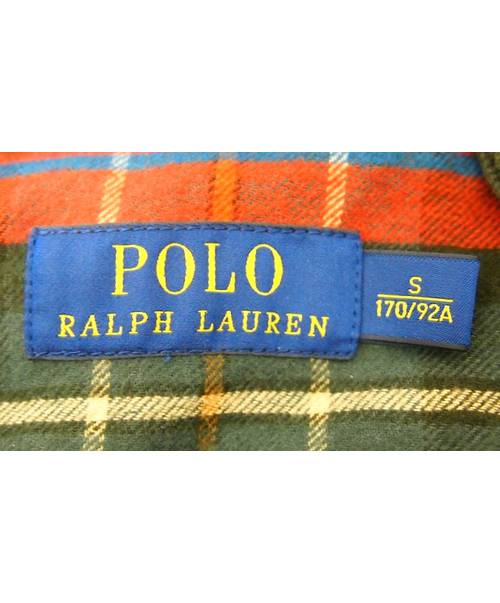 POLO
RALPH LAUREN
S
170/92A